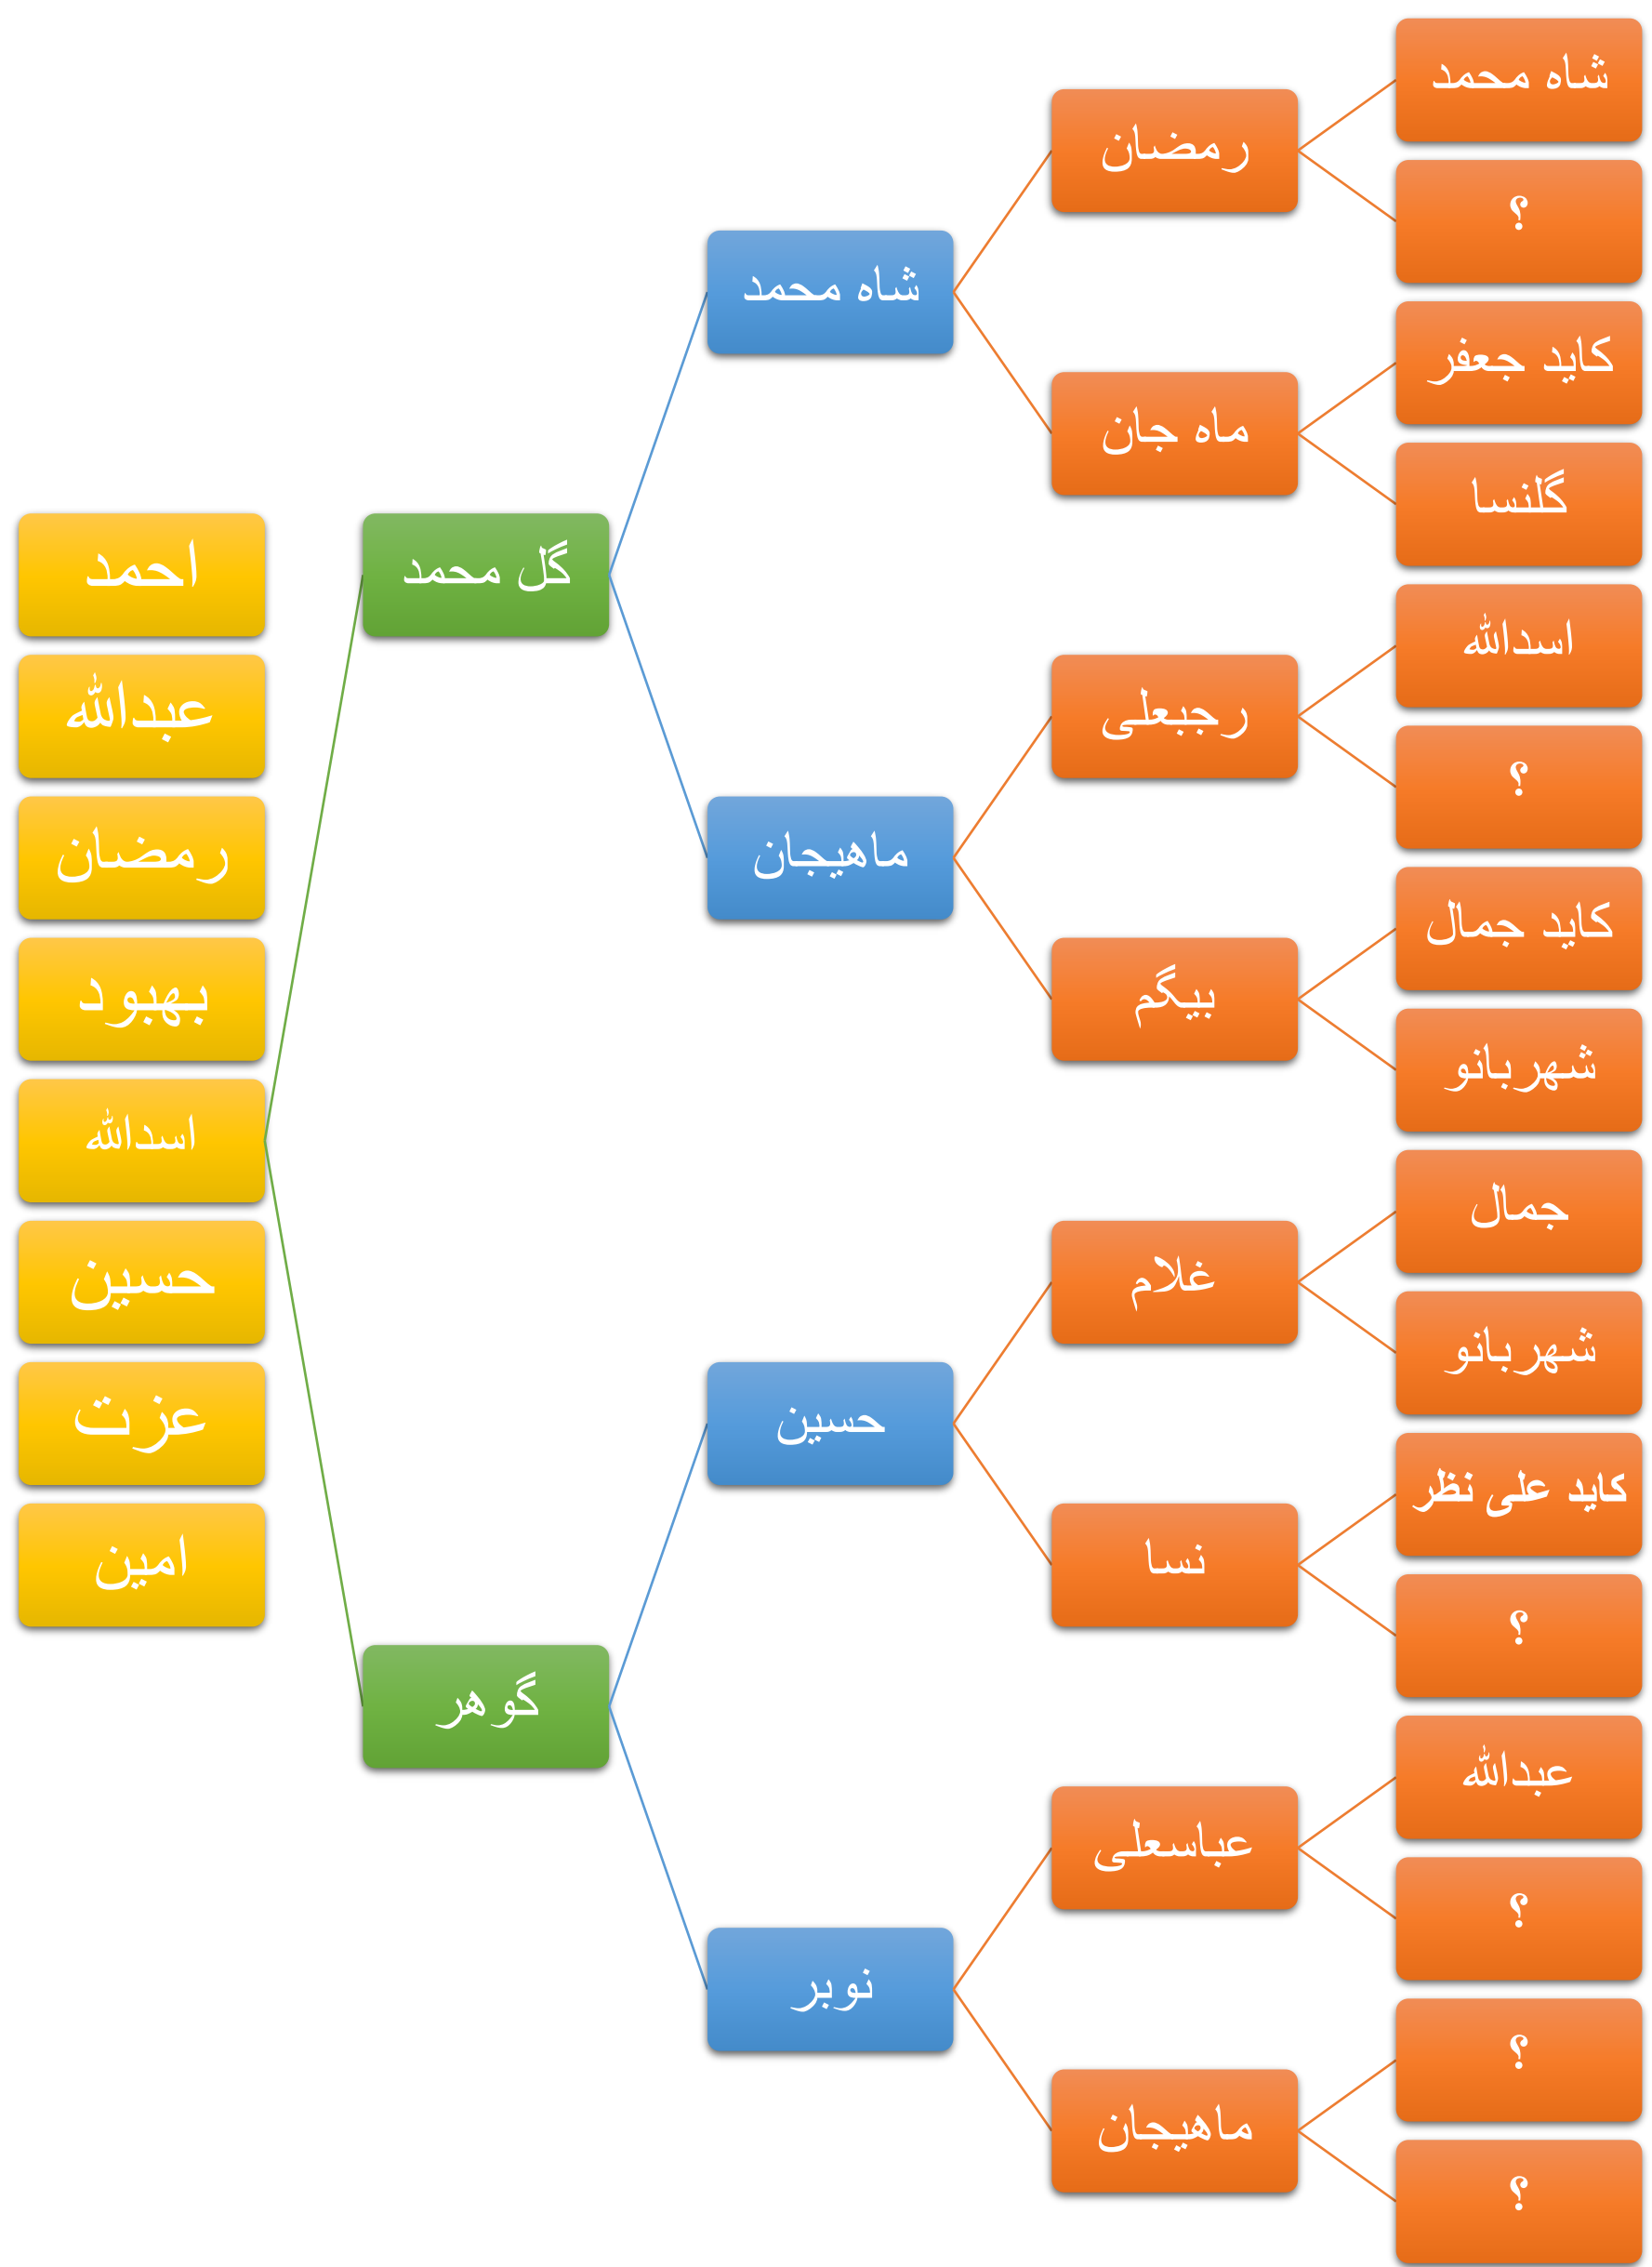 شاه محمد
رمضان
؟
شاه محمد
کاید جعفر
ماه جان
گلنسا
گل محمد
احمد
اسدالله
رجبعلی
عبدالله
؟
ماهیجان
رمضان
کاید جمال
بیگم
بهبود
شهربانو
اسدالله
جمال
غلام
حسین
شهربانو
حسین
عزت
کاید علی نظر
نسا
امین
؟
گوهر
عبدالله
عباسعلی
؟
نوبر
؟
ماهیجان
؟